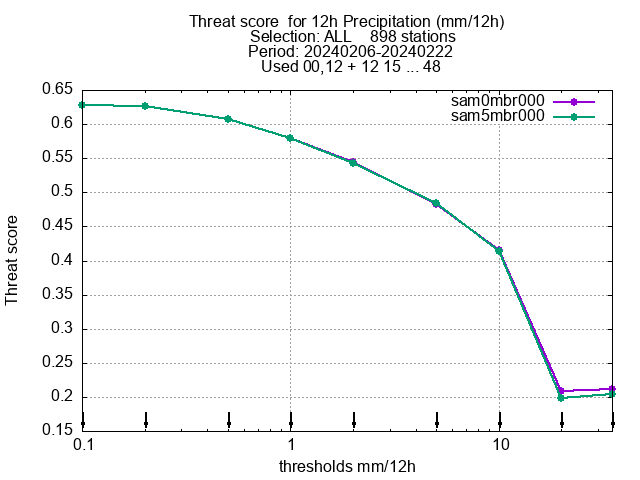 Threat score  for 12h Precipitation (mm/12h)
Selection: ALL    898 stations
Period: 20240206-20240222
Used 00,12 + 12 15 ... 48
sam0mbr000
sam5mbr000
0.65
0.6
0.55
0.5
0.45
0.4
0.35
0.3
0.25
0.2
0.15
Threat score
0.1 1 10
thresholds mm/12h